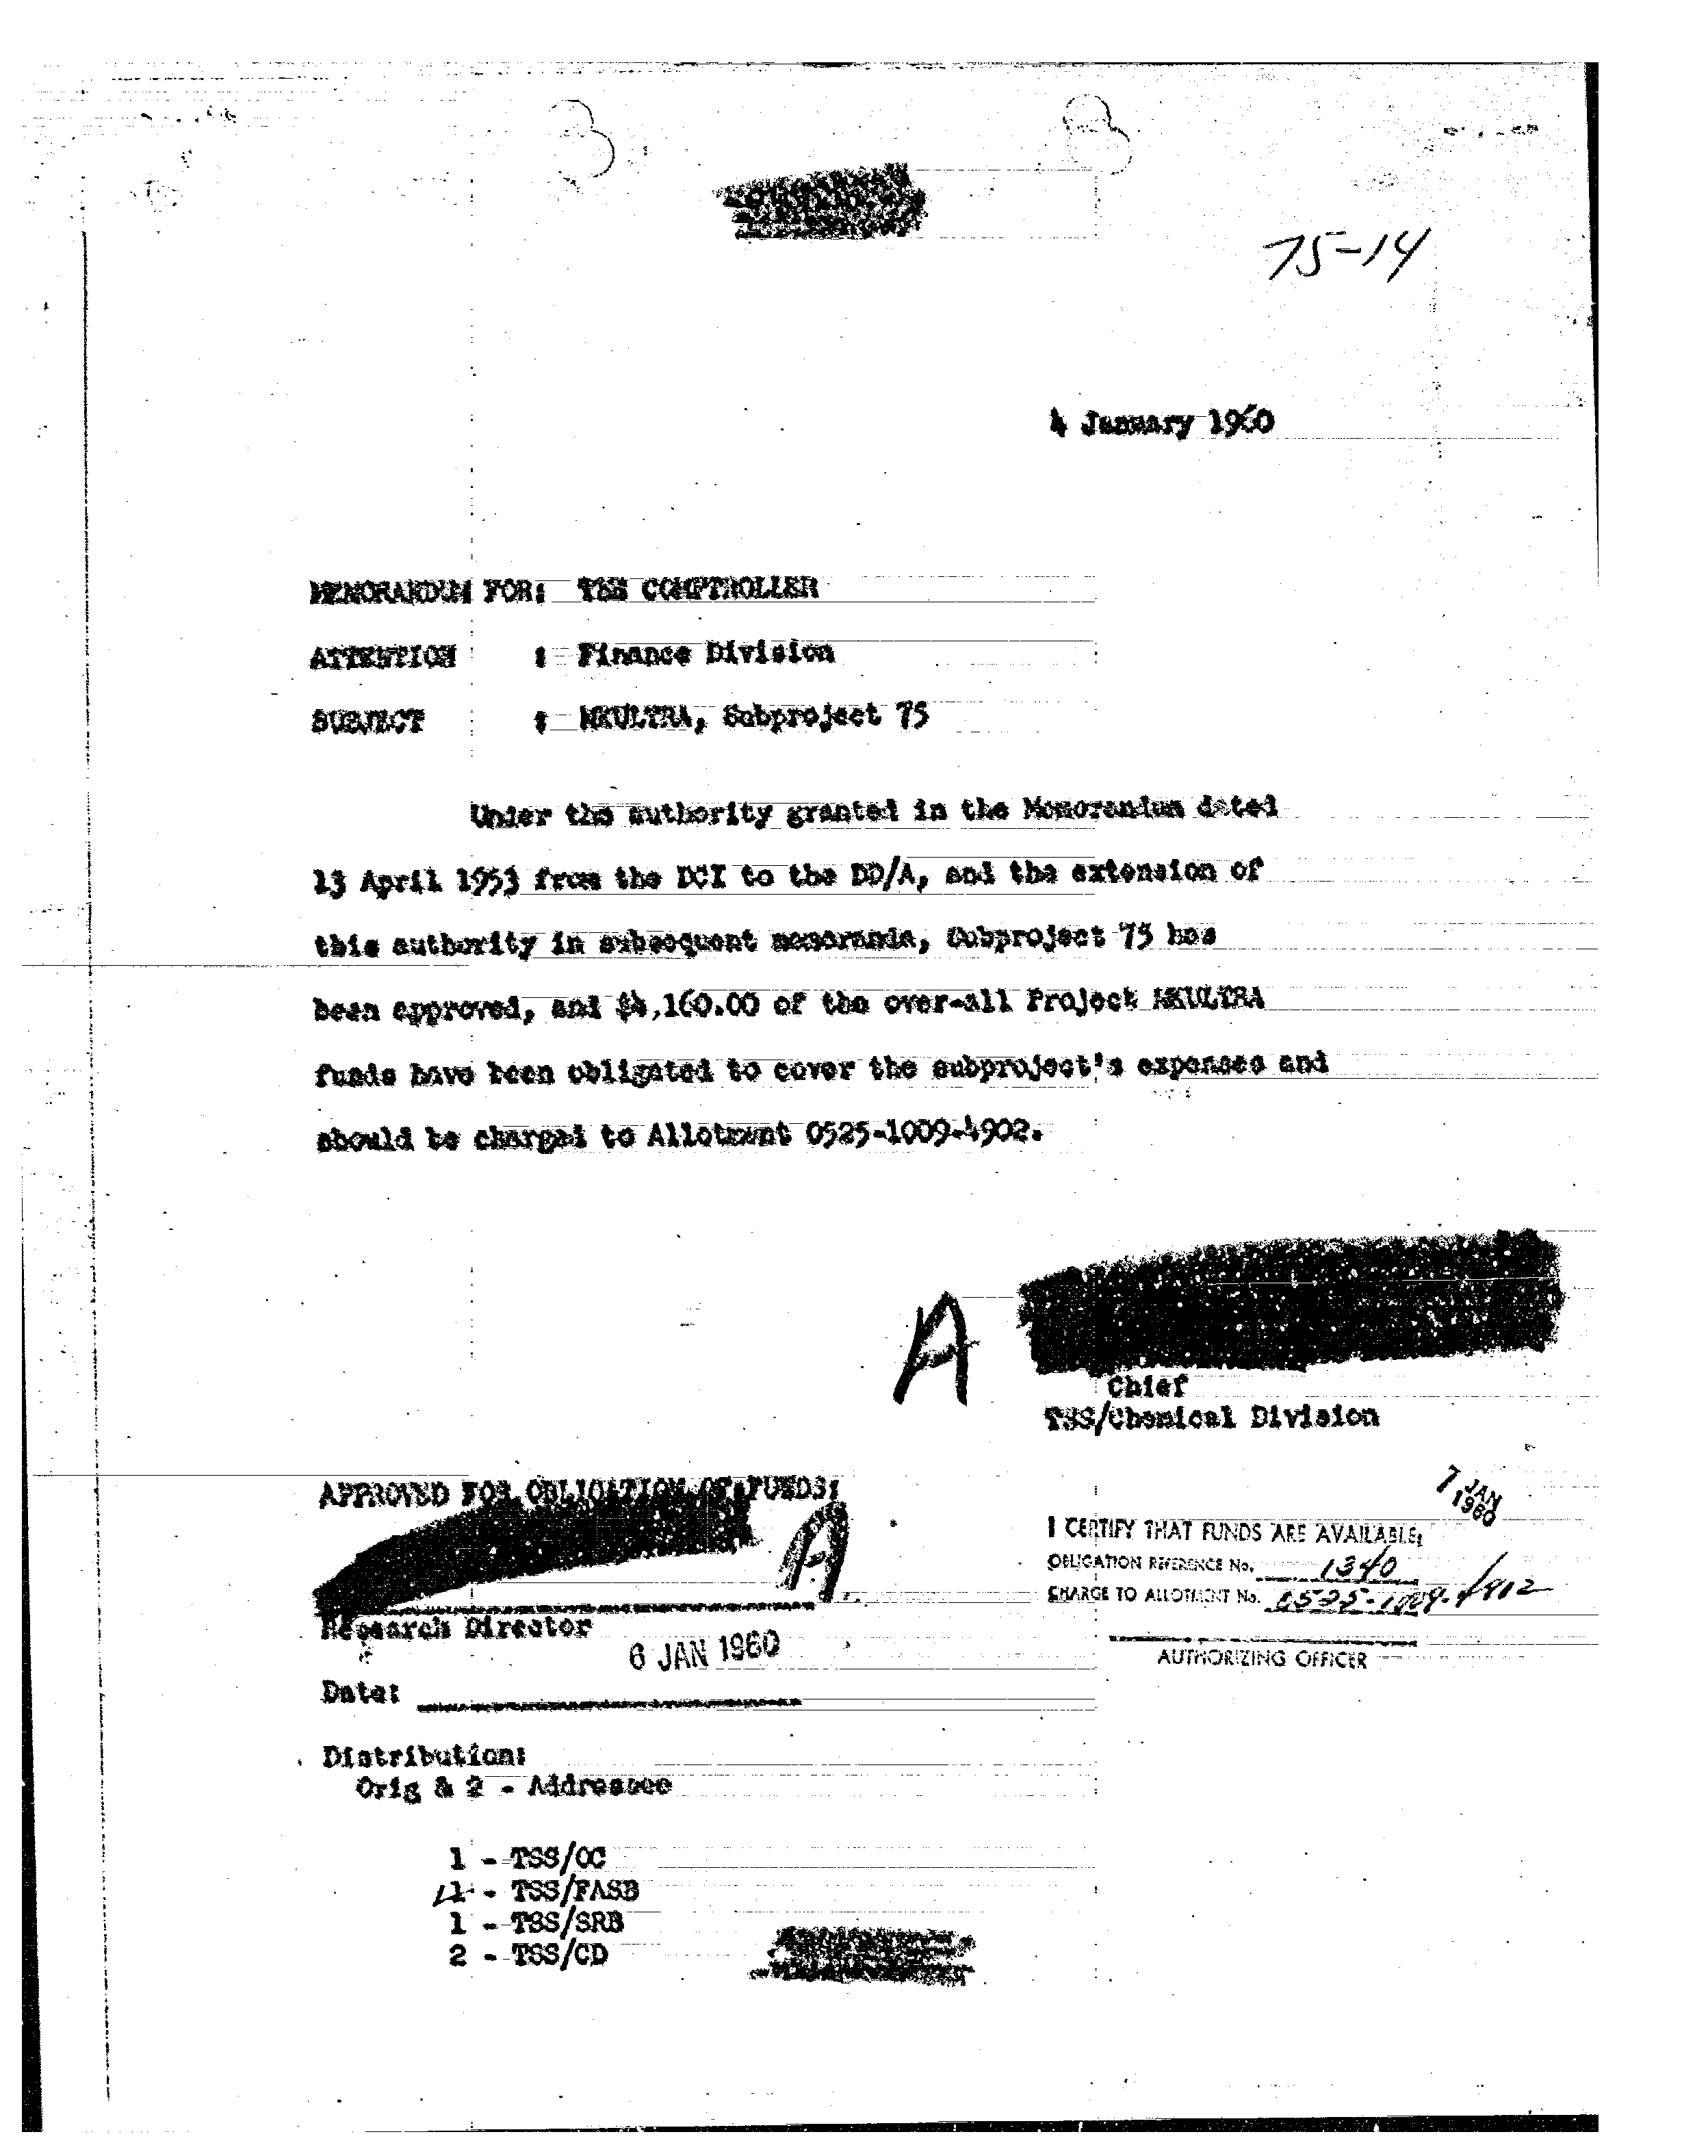 75-14
4 January 1960
MEMORANDUM FOR: TSS COMPTROLLER
ATTENTION : Finance Division
SUBJECT : MKULTRA, Subproject 75
Under the authority granted in the Memorandum dated
13 April 1953 from the DCI to the DD/A, and the extension of
this authority in subsequent memoranda, Subproject 75 has
been approved, and $4,160.00 of the over-all Project MKULTRA
funds have been obligated to cover the subproject's expenses and
should be charged to Allotment 0525-1009-4902.
A
Chief
TSS/Chemical Division
APPROVED FOR OBLIGATION OF FUNDS:
A
7 JAN 1960
I CERTIFY THAT FUNDS ARE AVAILABLE:
OBLIGATION REFERENCE No. 1340
CHARGE TO ALLOTMENT No. 0525-1009-4902
Research Director
AUTHORIZING OFFICER
6 JAN 1960
Date:
Distribution:
Orig & 2 - Addressee
1 - TSS/OC
1 - TSS/FASB
1 - TSS/SRB
2 - TSS/CD